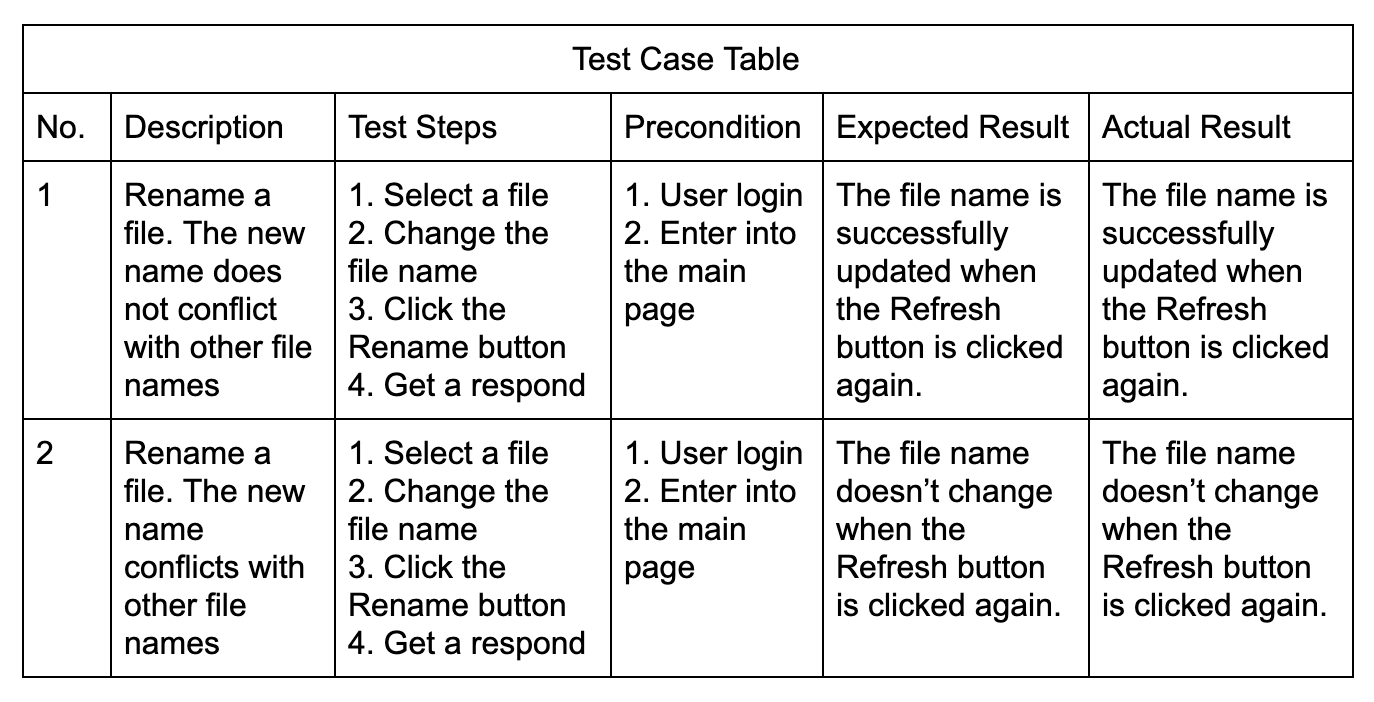 Test Case Table
No.
Description
Test Steps
Precondition
Expected Result
Actual Result
1
Rename a
file. The new
name does
not conflict
with other file
names
1. Select a file
2. Change the
file name
3. Click the
Rename button
4. Get a respond
1. User login
2. Enter into
the main
page
The file name is
successfully
updated when
the Refresh
button is clicked
again.
The file name is
successfully
updated when
the Refresh
button is clicked
again.
2
Rename a
file. The new
name
conflicts with
other file
names
1. Select a file
2. Change the
file name
3. Click the
Rename button
4. Get a respond
1. User login
2. Enter into
the main
page
The file name
doesn’t change
when the
Refresh button
is clicked again.
The file name
doesn’t change
when the
Refresh button
is clicked again.